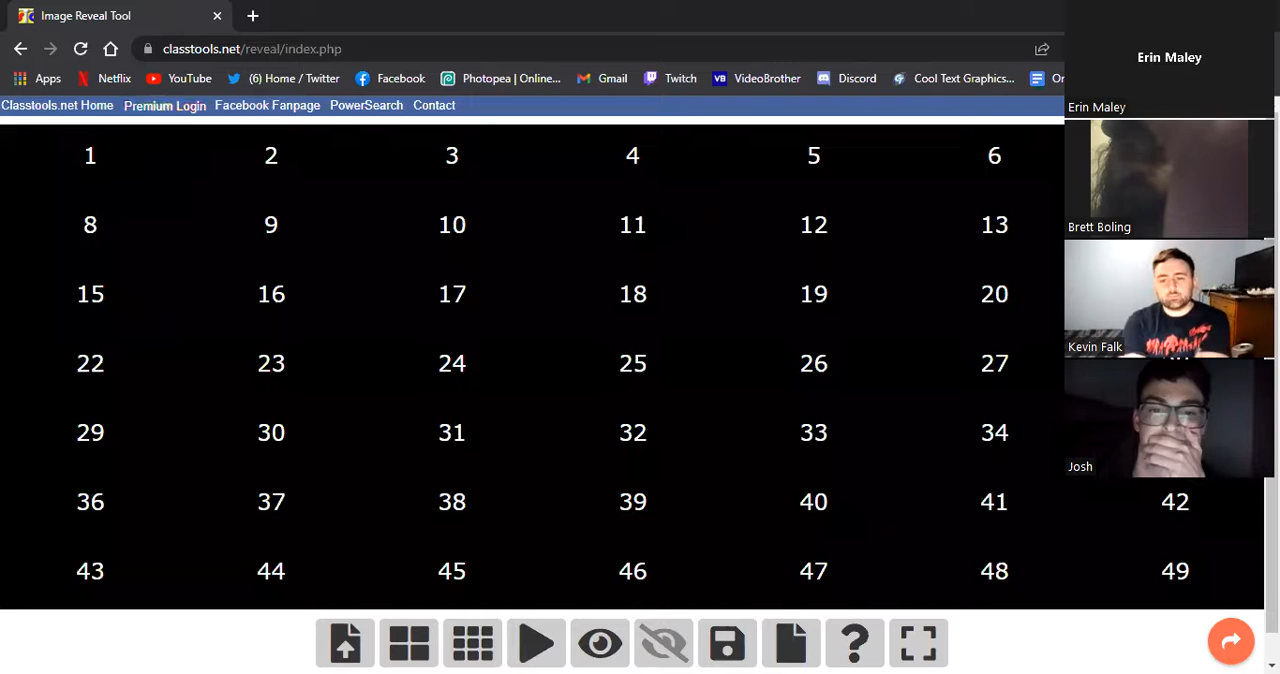 Image Reveal Tool
classtools.net/reveal/index.php
Apps Netflix YouTube (6) Home / Twitter Facebook Photopea | Online... Gmail Twitch VB VideoBrother Discord Cool Text Graphics... Or
Classtools.net Home Premium Login Facebook Fanpage PowerSearch Contact
1 2 3 4 5 6
8 9 10 11 12 13
15 16 17 18 19 20
22 23 24 25 26 27
29 30 31 32 33 34
36 37 38 39 40 41 42
43 44 45 46 47 48 49
Erin Maley
Erin Maley
Brett Boling
Kevin Falk
Josh